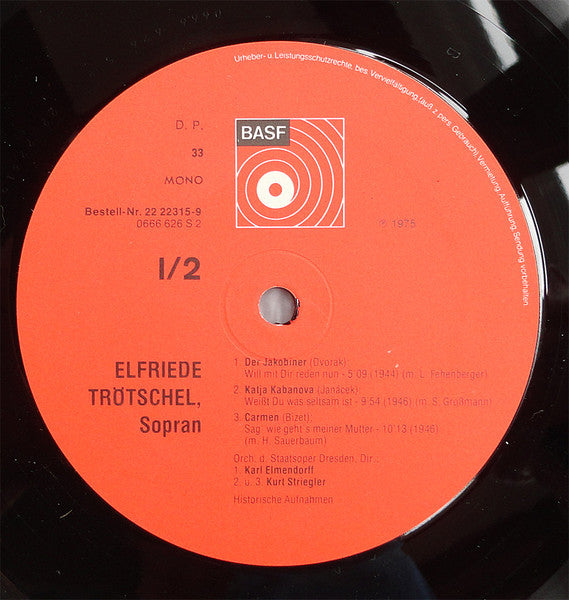 Urheber- u. Leistungsschutzrechte, bes. Vervielfältigung (auß. z. pers. Gebrauch), Vermietung, Aufführung, Sendung vorbehalten.
D. P.
33
MONO
Bestell-Nr. 22 22315-9
0666 626 S 2
BASF
℗ 1975
I/2
ELFRIEDE
TRÖTSCHEL,
Sopran
1. Der Jakobiner (Dvorak):
Will mit Dir reden nun - 5'09 (1944) (m. L. Fehenberger)
2. Katja Kabanova (Janácek):
Weißt Du was seltsam ist - 9'54 (1946) (m. S. Großmann)
3. Carmen (Bizet):
Sag' wie geht's meiner Mutter - 10'13 (1946)
(m. H. Sauerbaum)
Orch. d. Staatsoper Dresden, Dir.:
1. Karl Elmendorff
2. u. 3. Kurt Striegler
Historische Aufnahmen